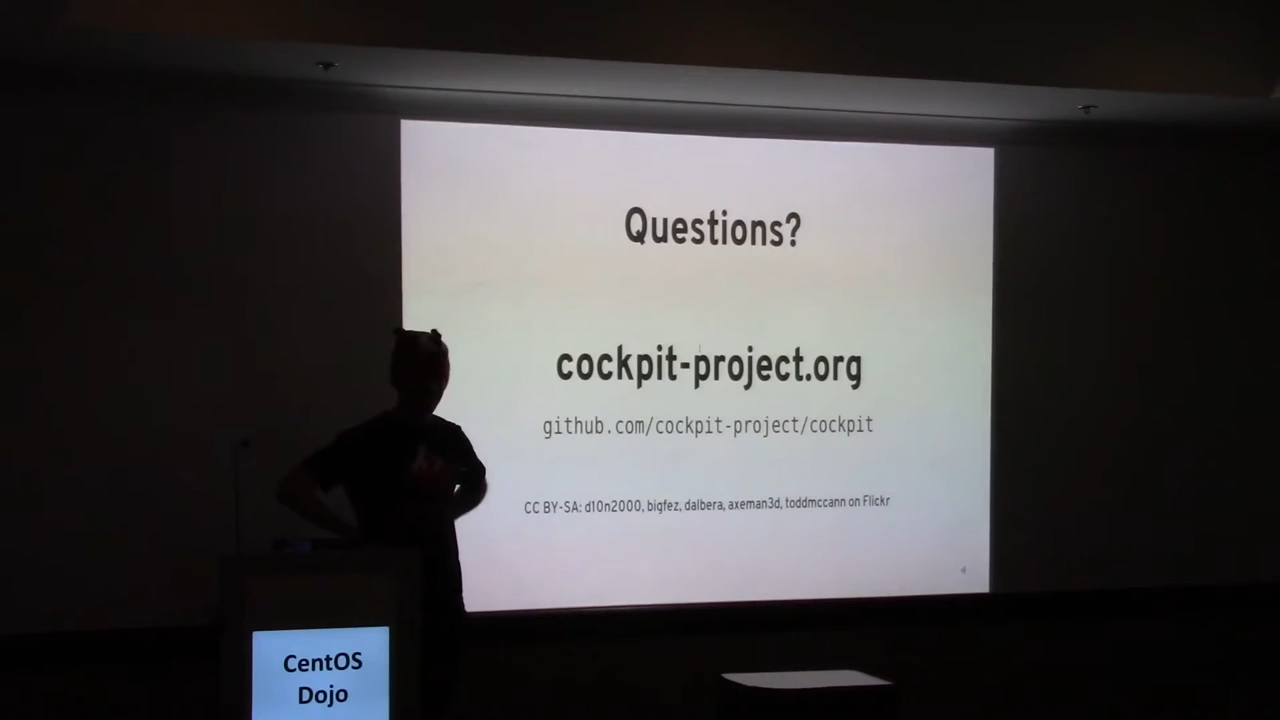 Questions?
cockpit-project.org
github.com/cockpit-project/cockpit
CC BY-SA: d10n2000, bigfez, dalbera, axeman3d, toddmccann on Flickr
CentOS
Dojo